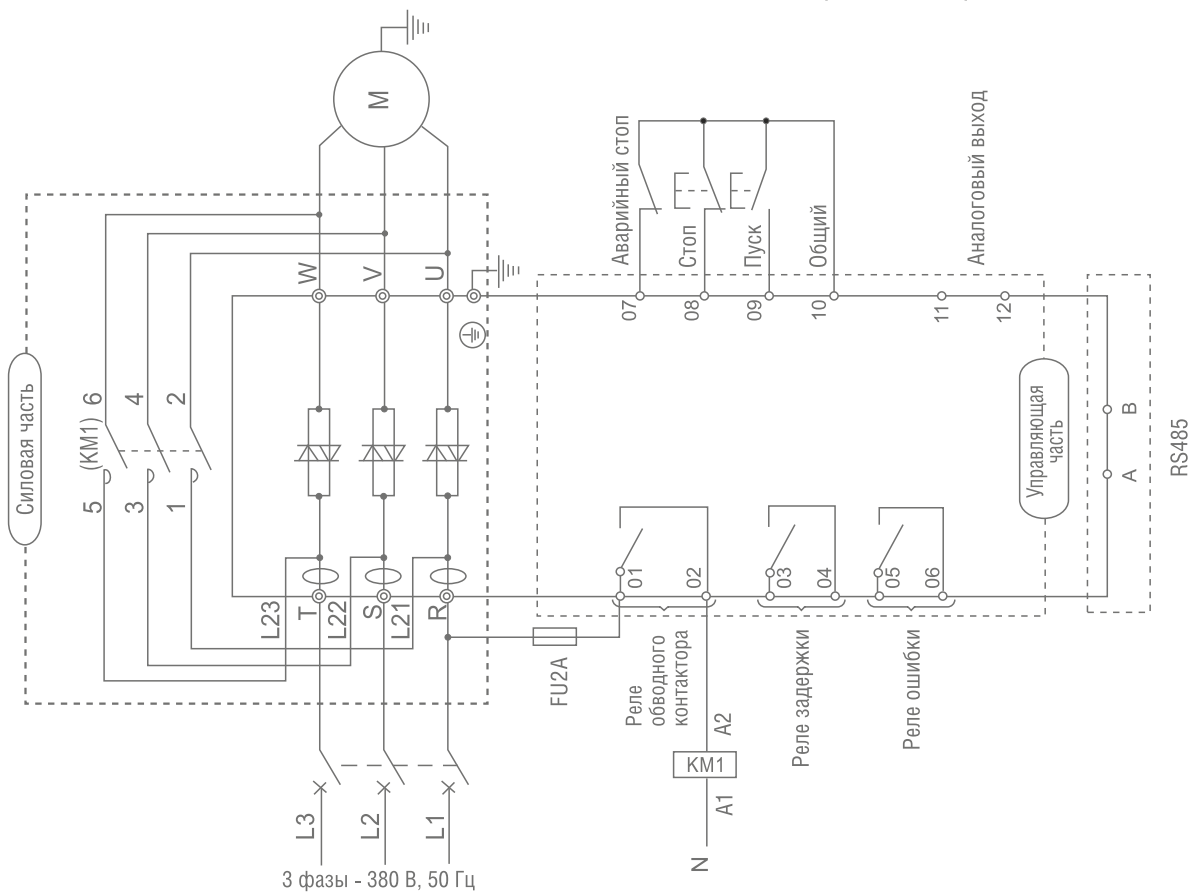 M
Силовая часть
(KM1)
6
4
2
5
3
1
W
V
U
L23
T
L22
S
L21
R
Аварийный стоп
Стоп
Пуск
Общий
Аналоговый выход
07
08
09
10
11
12
Управляющая
часть
B
A
RS485
01
02
03
04
05
06
FU2A
Реле
обводного
контактора
Реле задержки
Реле ошибки
A2
KM1
A1
N
L3
L2
L1
3 фазы - 380 В, 50 Гц